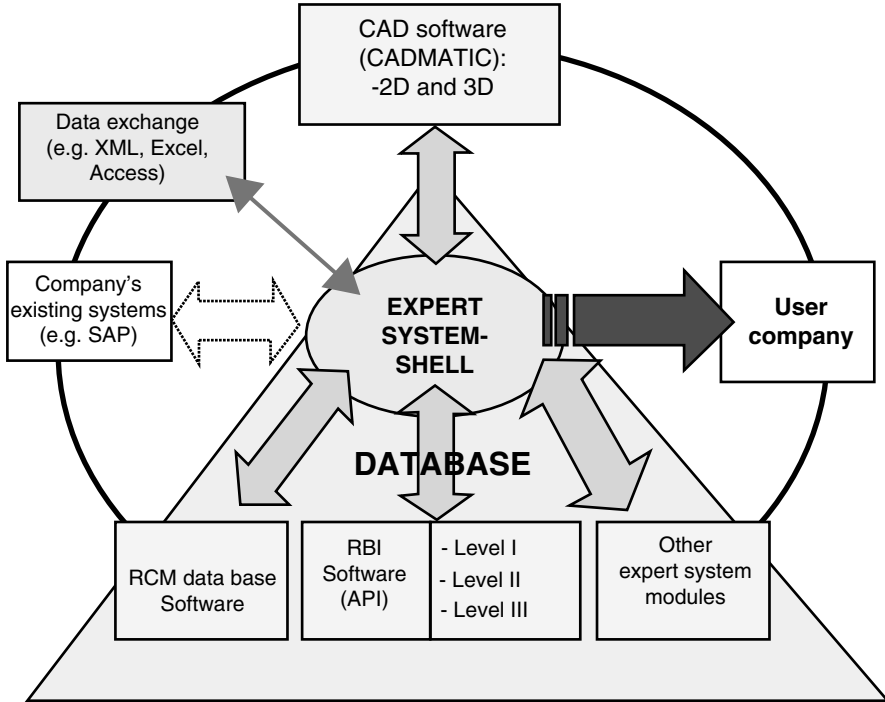 CAD software
(CADMATIC):
-2D and 3D
Data exchange
(e.g. XML, Excel,
Access)
Company's
existing systems
(e.g. SAP)
EXPERT
SYSTEM-
SHELL
User
company
DATABASE
RCM data base
Software
RBI
Software
(API)
- Level I
- Level II
- Level III
Other
expert system
modules